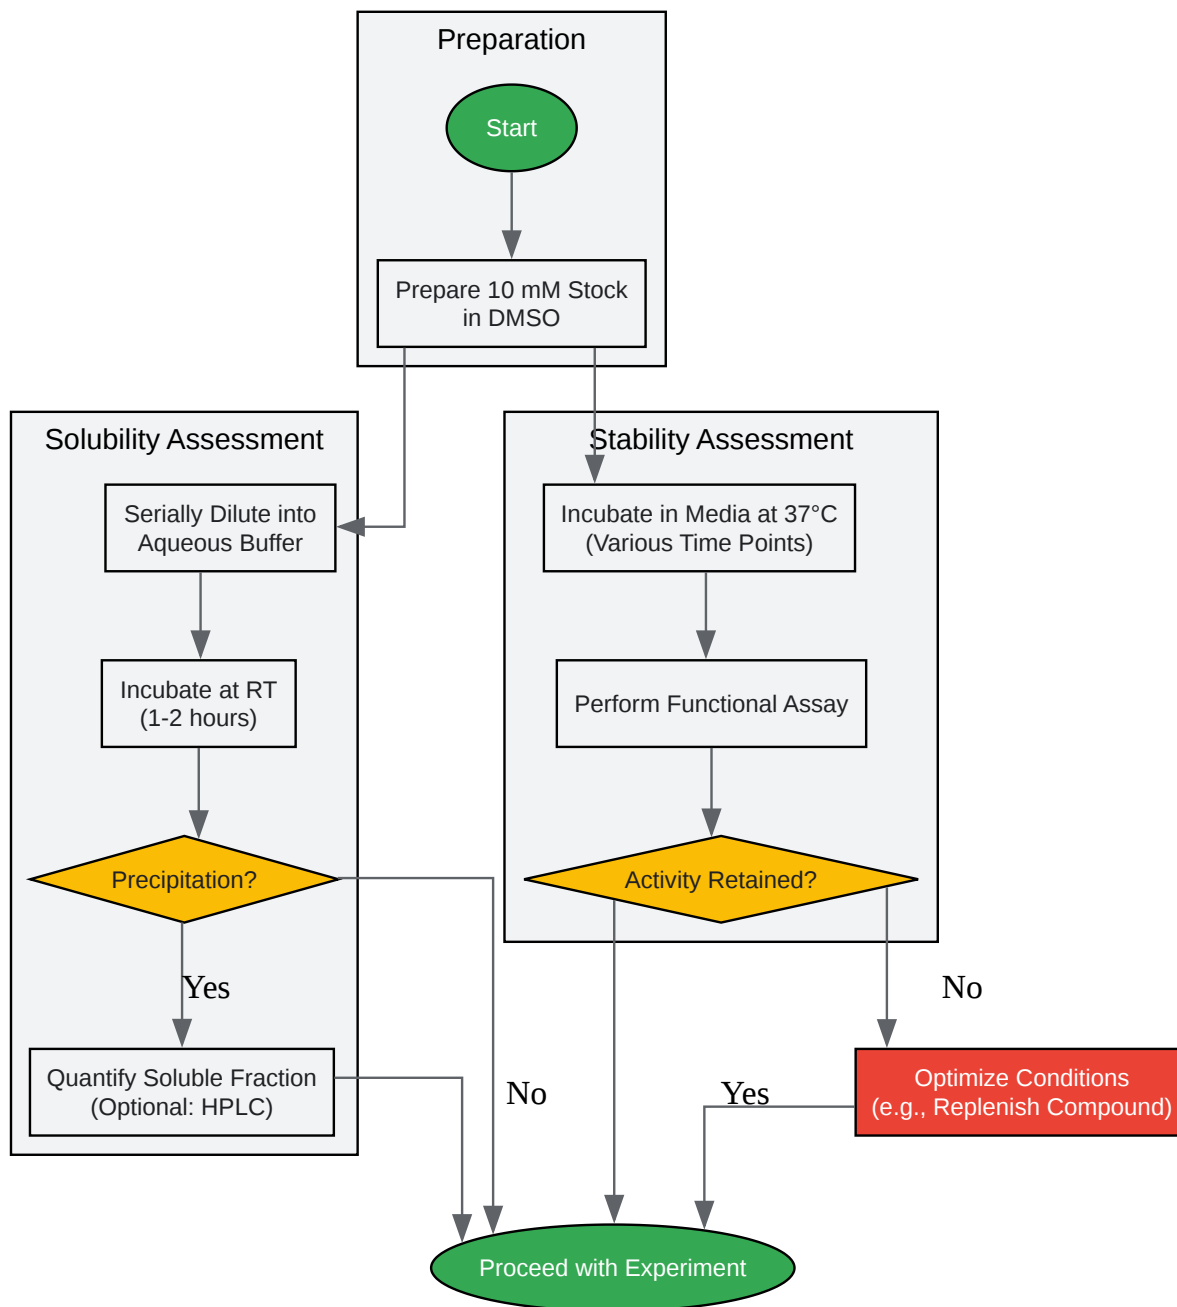 Preparation
Start
Prepare 10 mM Stock
in DMSO
Solubility Assessment
Serially Dilute into
Aqueous Buffer
Incubate at RT
(1-2 hours)
Precipitation?
Yes
Quantify Soluble Fraction
(Optional: HPLC)
No
Stability Assessment
Incubate in Media at 37°C
(Various Time Points)
Perform Functional Assay
Activity Retained?
No
Yes
Optimize Conditions
(e.g., Replenish Compound)
Proceed with Experiment